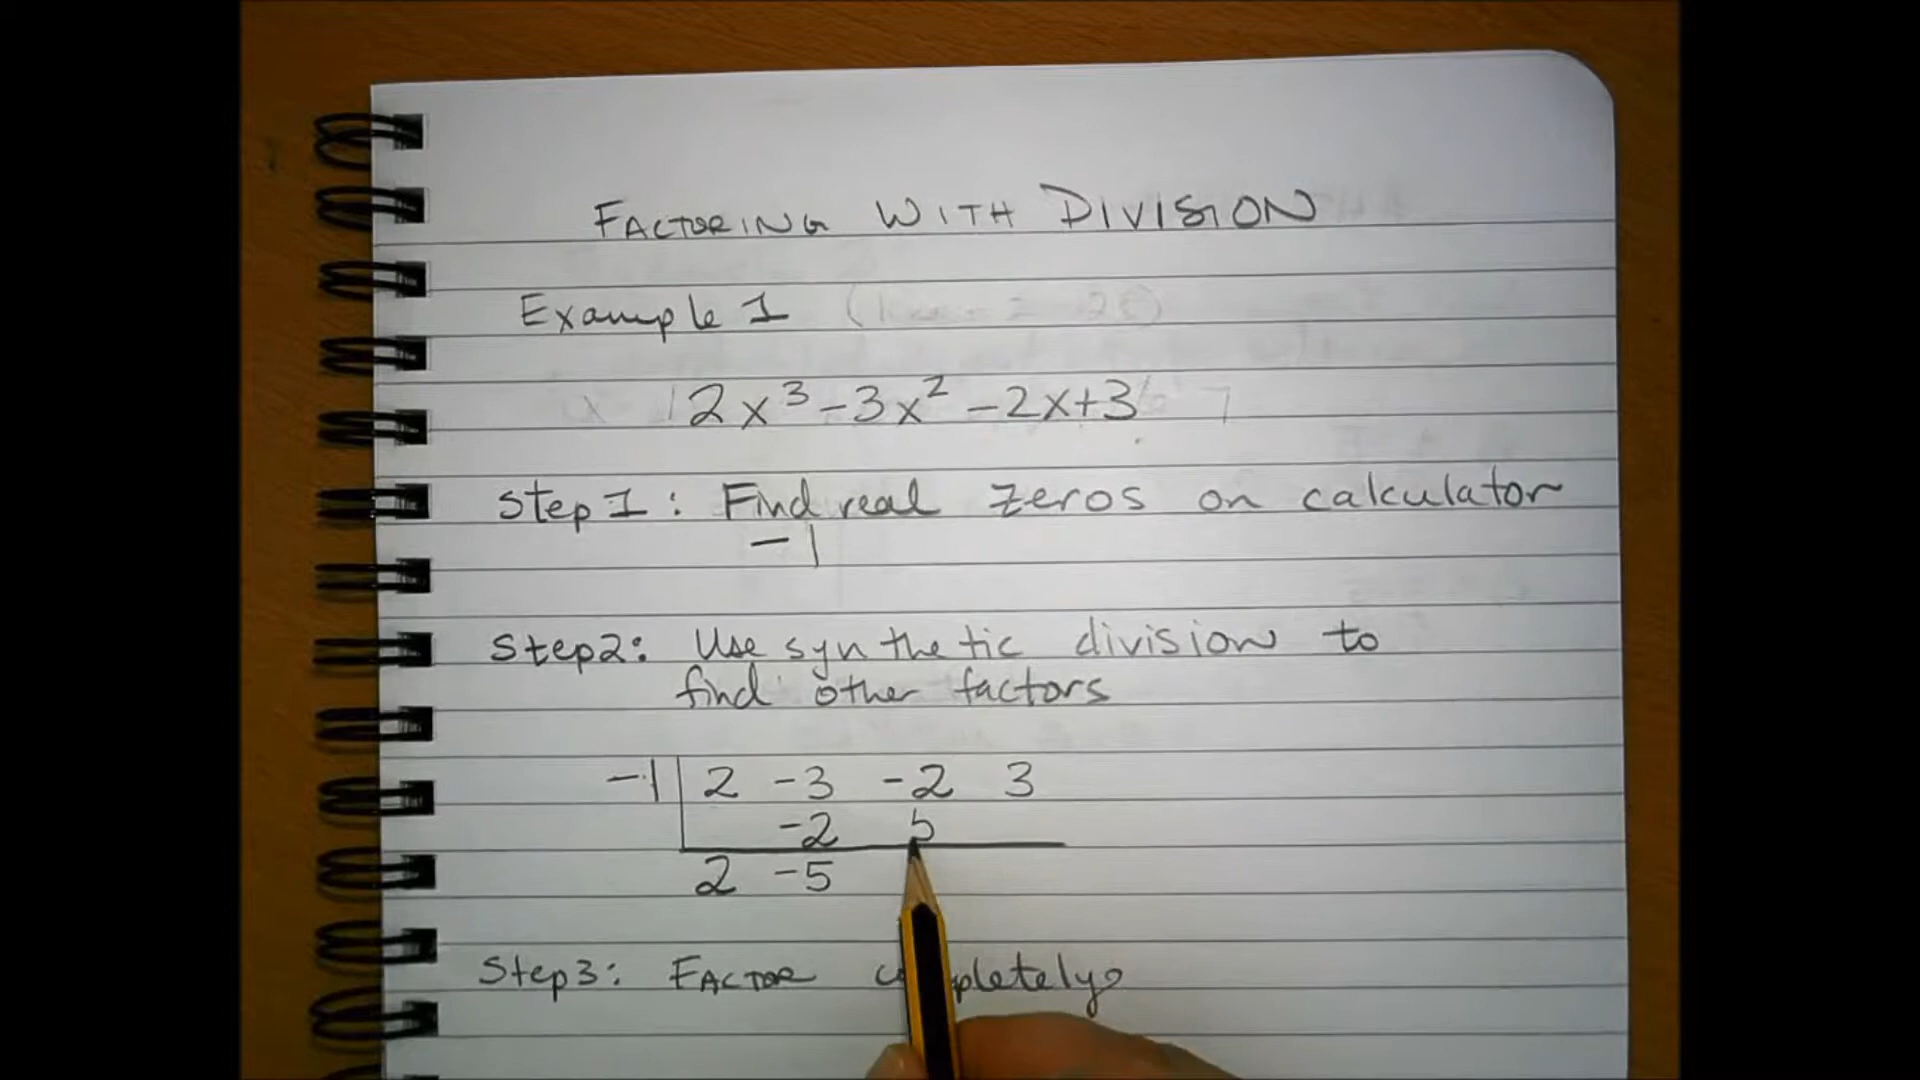 FACTORING WITH DIVISION
Example 1
2x³-3x²-2x+3
Step 1: Find real zeros on calculator
-1
Step2: Use synthetic division to
find other factors
-1 | 2 -3 -2 3
-2 5
2 -5
Step3: FACTOR